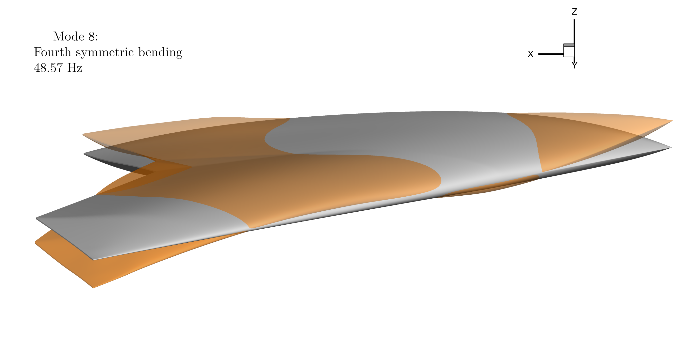 Mode 8:
Fourth symmetric bending
48.57 Hz
Z
X
Y